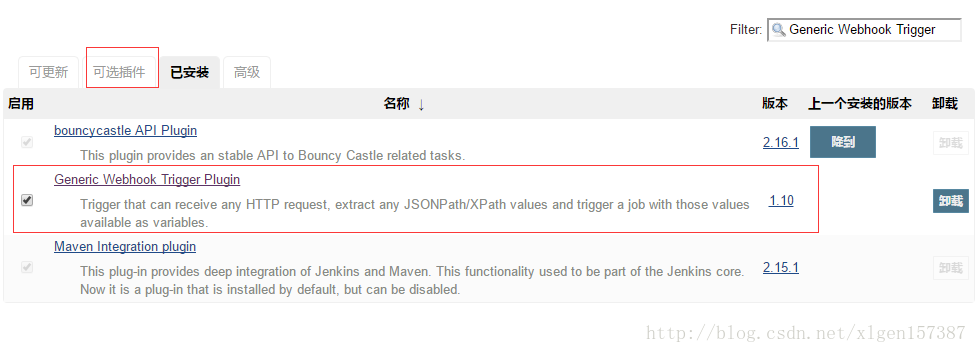 Filter: Generic Webhook Trigger
可更新 可选插件 已安装 高级
启用 名称 ↓ 版本 上一个安装的版本 卸载
bouncycastle API Plugin 2.16.1 降到 卸载
This plugin provides an stable API to Bouncy Castle related tasks.
Generic Webhook Trigger Plugin 1.10 卸载
Trigger that can receive any HTTP request, extract any JSONPath/XPath values and trigger a job with those values
available as variables.
Maven Integration plugin 2.15.1 卸载
This plug-in provides deep integration of Jenkins and Maven. This functionality used to be part of the Jenkins core.
Now it is a plug-in that is installed by default, but can be disabled.
http://blog.csdn.net/xlgen157387